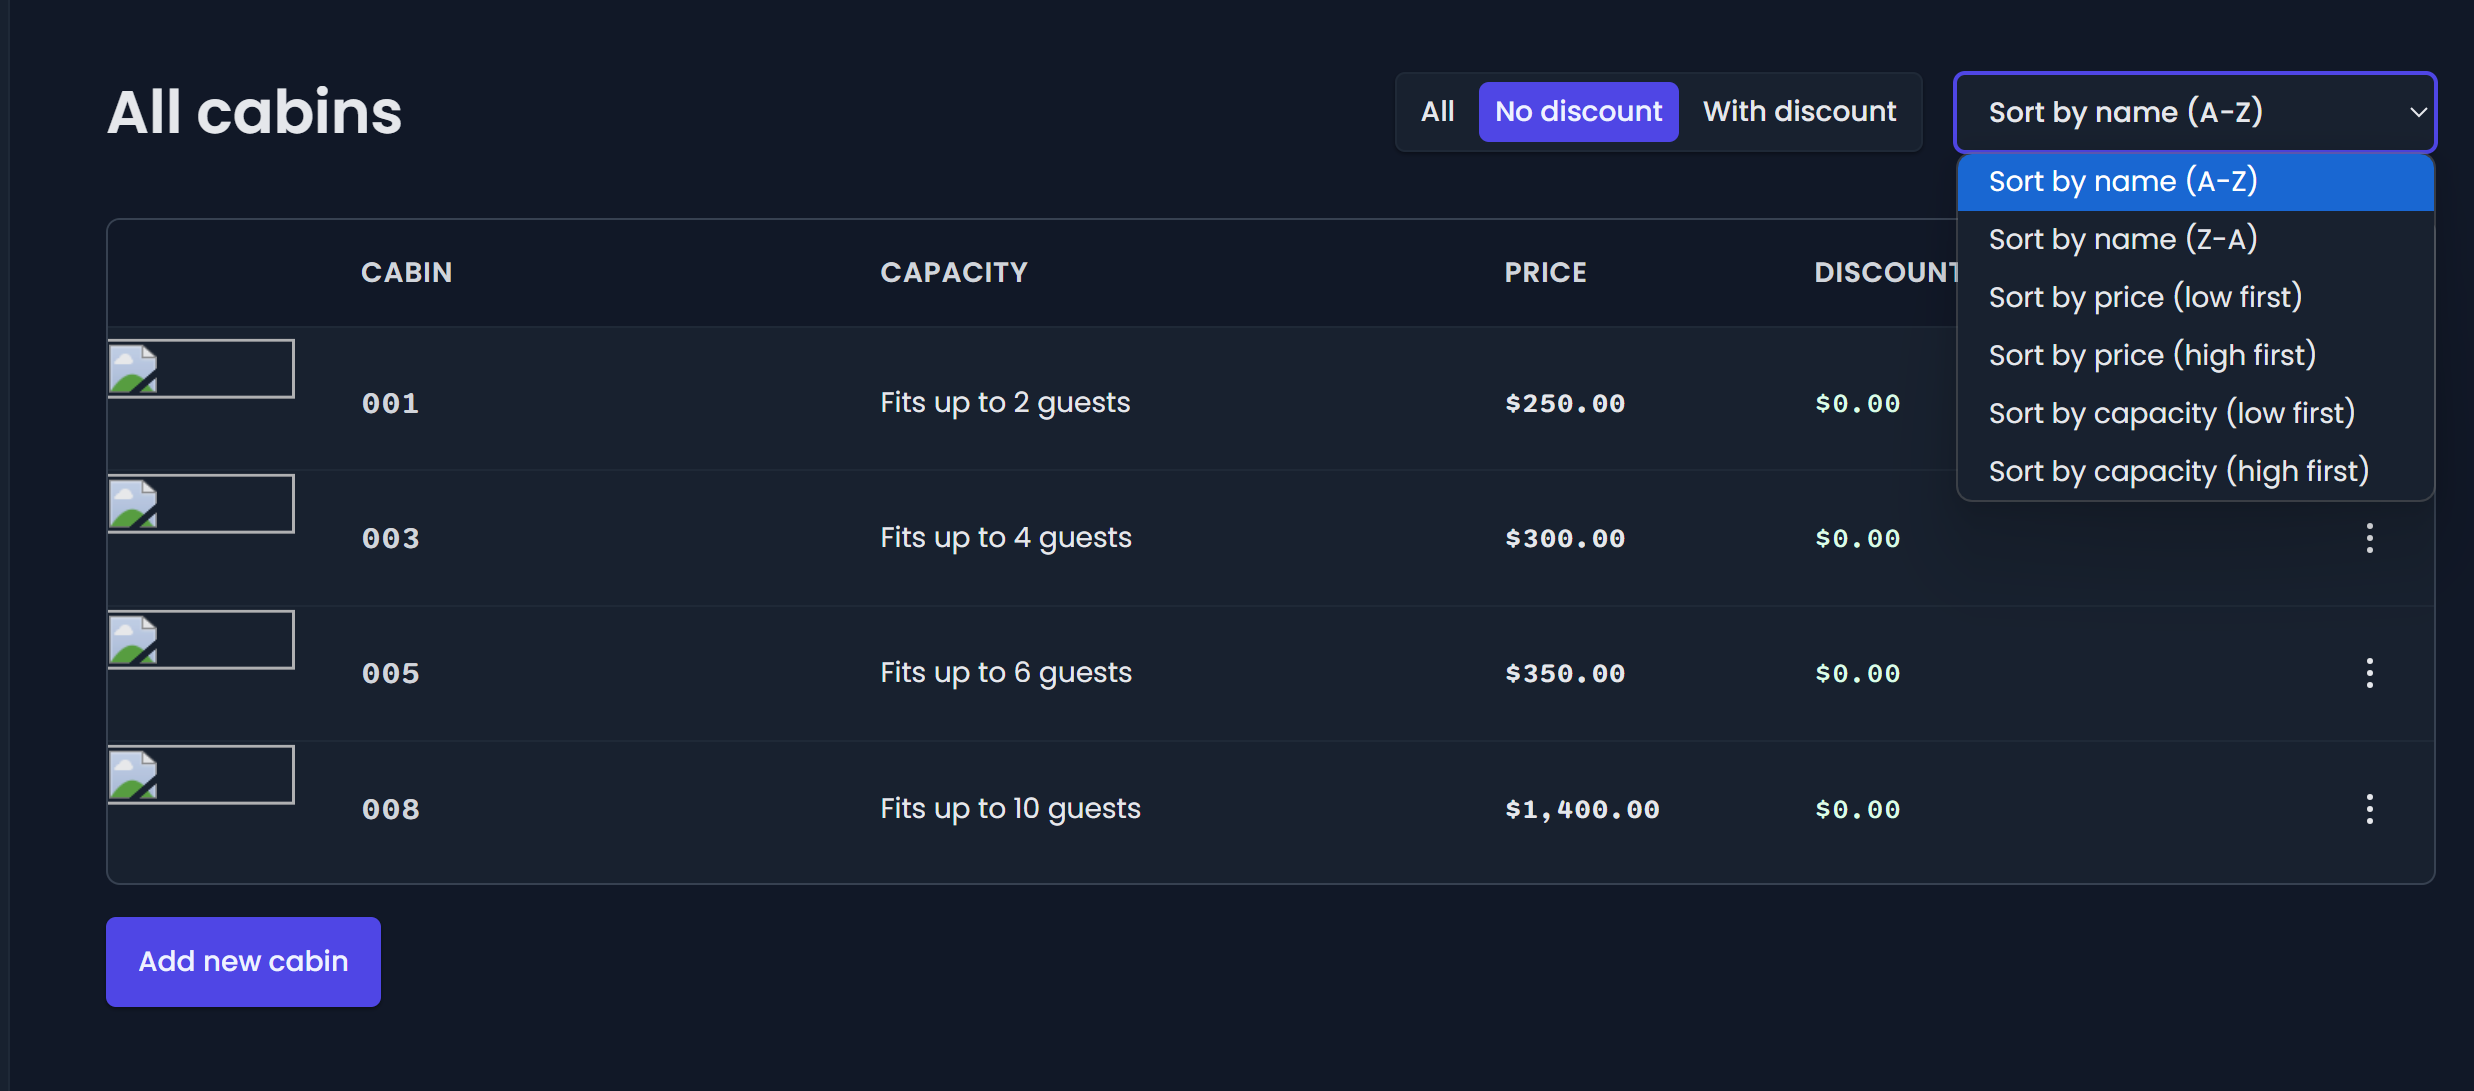 All cabins
All No discount With discount
Sort by name (A-Z)
Sort by name (A-Z)
Sort by name (Z-A)
Sort by price (low first)
Sort by price (high first)
Sort by capacity (low first)
Sort by capacity (high first)
CABIN CAPACITY PRICE DISCOUNT
001 Fits up to 2 guests $250.00 $0.00
003 Fits up to 4 guests $300.00 $0.00
005 Fits up to 6 guests $350.00 $0.00
008 Fits up to 10 guests $1,400.00 $0.00
Add new cabin